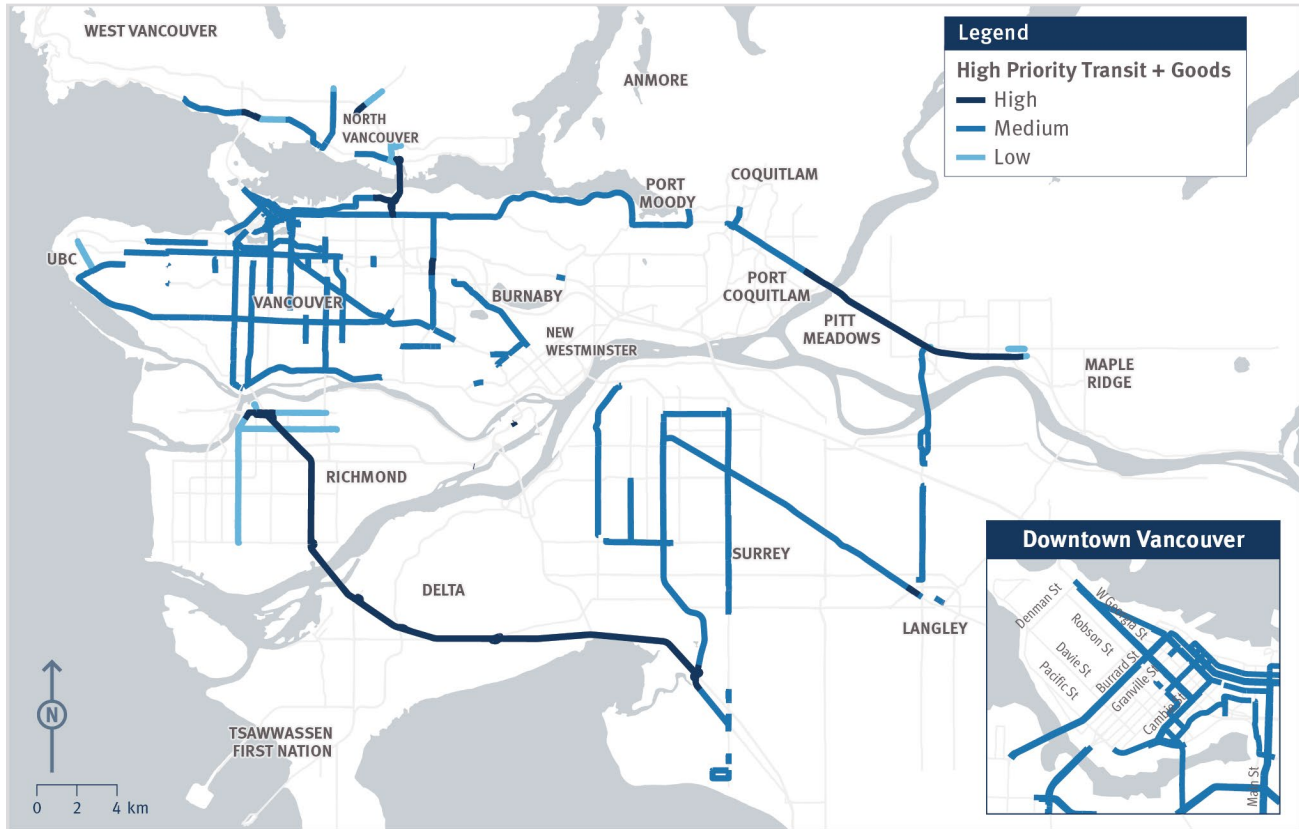 WEST VANCOUVER
ANMORE
NORTH
VANCOUVER
COQUITLAM
PORT
MOODY
UBC
VANCOUVER
BURNABY
PORT
COQUITLAM
NEW
WESTMINSTER
PITT
MEADOWS
MAPLE
RIDGE
RICHMOND
SURREY
DELTA
LANGLEY
TSAWWASSEN
FIRST NATION
N
0 2 4 km
Legend
High Priority Transit + Goods
High
Medium
Low
Downtown Vancouver
Denman St
W Georgia St
Robson St
Davie St
Pacific St
Burrard St
Granville St
Cambie St
Main St